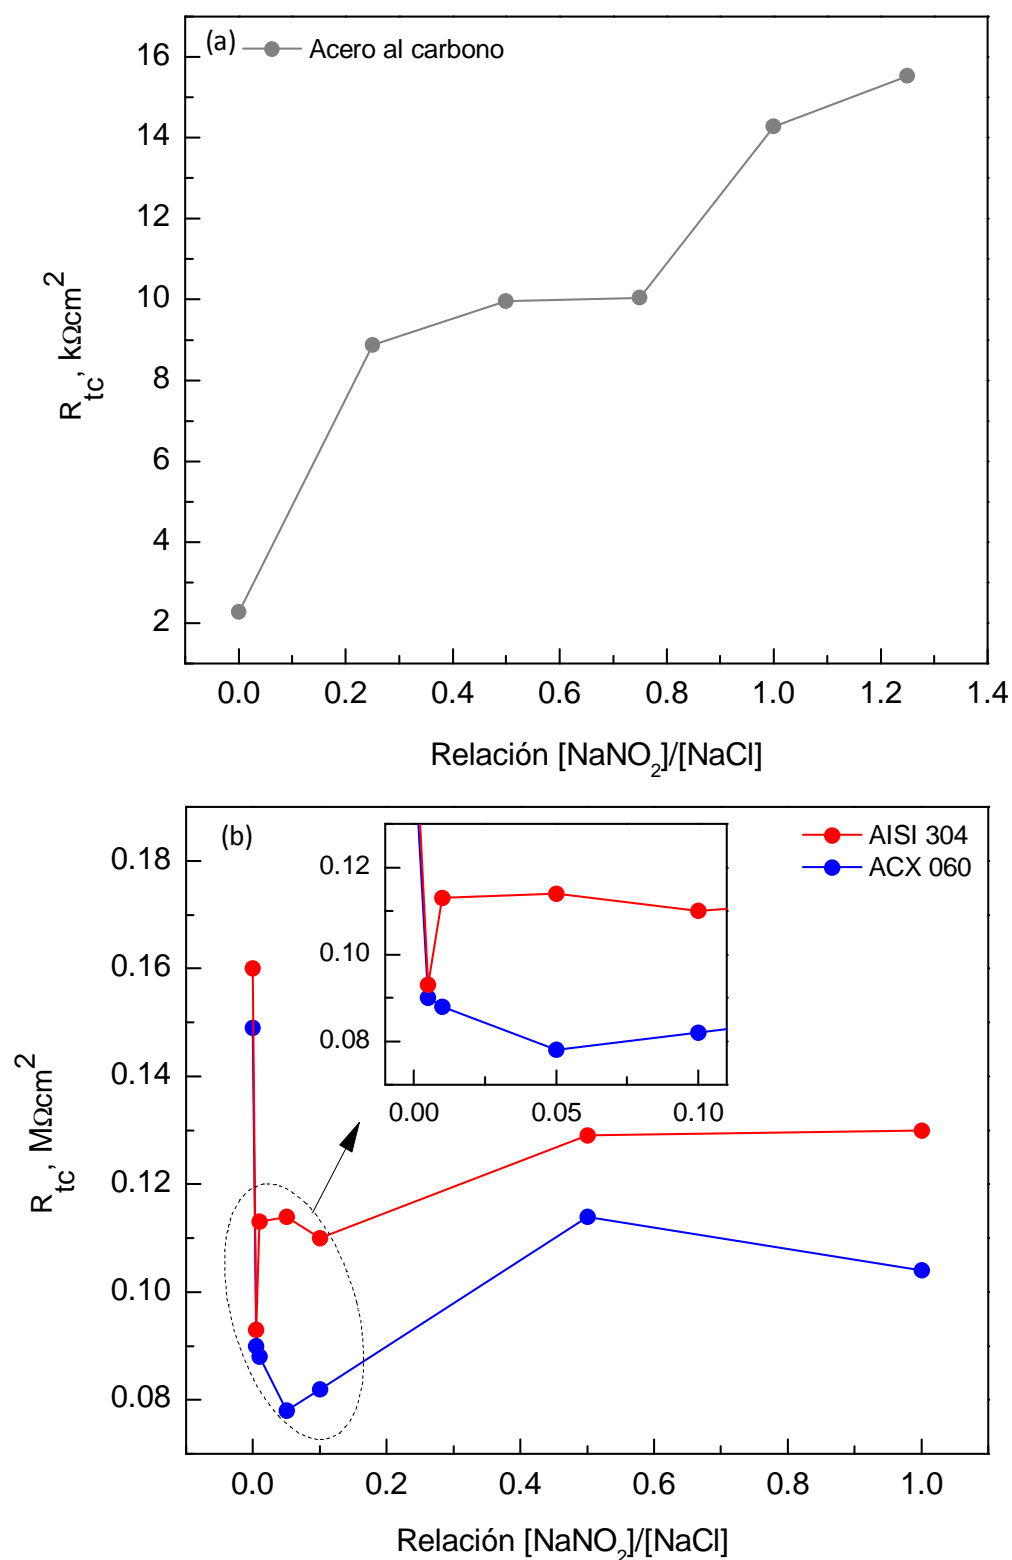 (a)
Acero al carbono
16
14
12
10
8
6
4
2
R_tc, kΩcm²
0.0 0.2 0.4 0.6 0.8 1.0 1.2 1.4
Relación [NaNO₂]/[NaCl]
(b)
AISI 304
ACX 060
0.12
0.10
0.08
0.00 0.05 0.10
0.18
0.16
0.14
0.12
0.10
0.08
R_tc, MΩcm²
0.0 0.2 0.4 0.6 0.8 1.0
Relación [NaNO₂]/[NaCl]